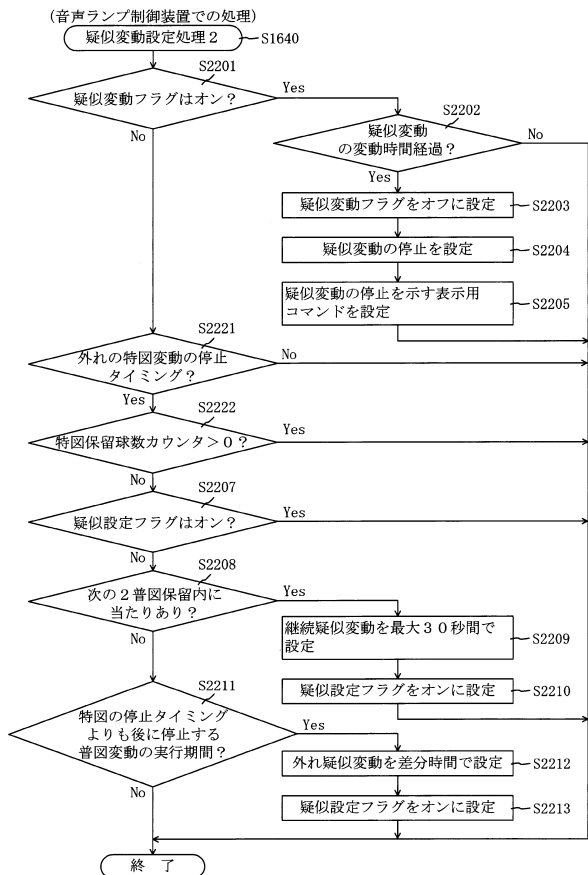 (音声ランプ制御装置での処理)
疑似変動設定処理２
S1640
S2201
疑似変動フラグはオン？
Yes
No
S2202
疑似変動
の変動時間経過？
No
Yes
疑似変動フラグをオフに設定
S2203
疑似変動の停止を設定
S2204
疑似変動の停止を示す表示用
コマンドを設定
S2205
S2221
外れの特図変動の停止
タイミング？
No
Yes
S2222
特図保留球数カウンタ＞０？
Yes
No
S2207
疑似設定フラグはオン？
Yes
No
S2208
次の２普図保留内に
当たりあり？
Yes
No
継続疑似変動を最大３０秒間で
設定
S2209
疑似設定フラグをオンに設定
S2210
S2211
特図の停止タイミング
よりも後に停止する
普図変動の実行期間？
Yes
No
外れ疑似変動を差分時間で設定
S2212
疑似設定フラグをオンに設定
S2213
終 了